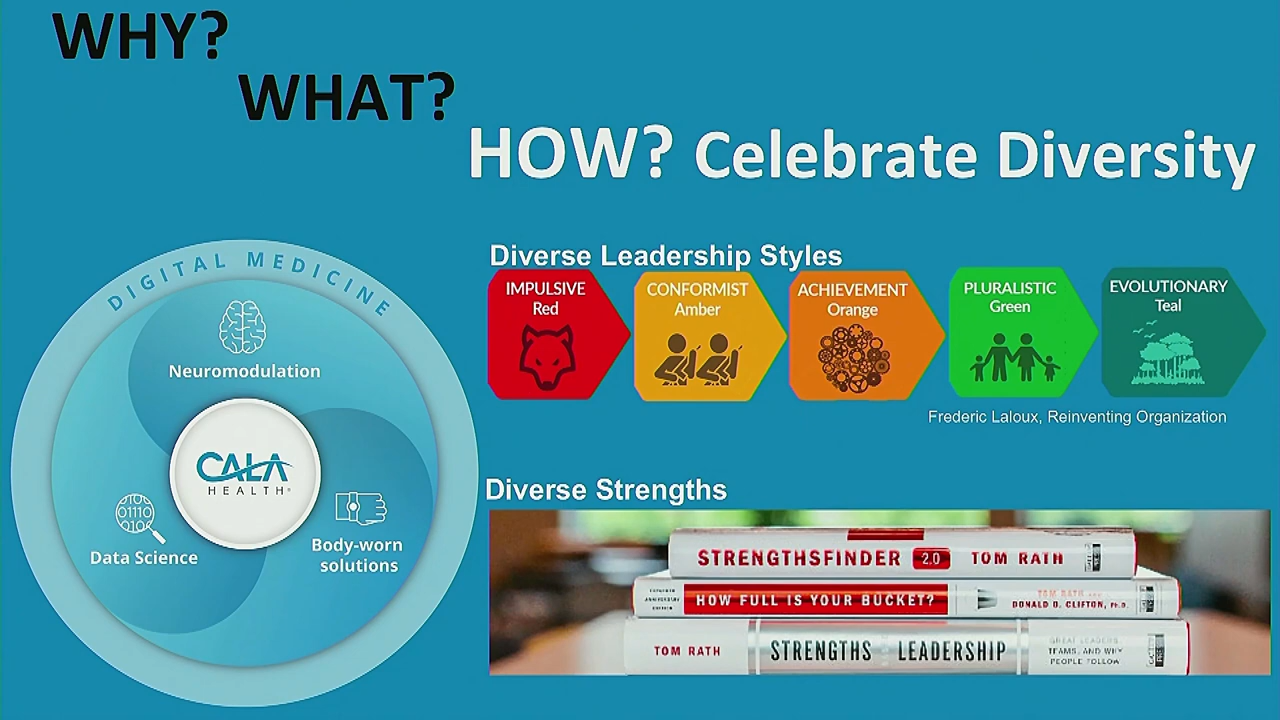 WHY?
WHAT?
HOW? Celebrate Diversity
DIGITAL MEDICINE
Neuromodulation
CALA
HEALTH
Data Science
Body-worn
solutions
Diverse Leadership Styles
IMPULSIVE
Red
CONFORMIST
Amber
ACHIEVEMENT
Orange
PLURALISTIC
Green
EVOLUTIONARY
Teal
Frederic Laloux, Reinventing Organization
Diverse Strengths
STRENGTHSFINDER 2.0 TOM RATH
HOW FULL IS YOUR BUCKET?
TOM RATH
DONALD O. CLIFTON, PH.D.
TOM RATH STRENGTHS LEADERSHIP
GREAT LEADERS,
TEAMS, AND WHY
PEOPLE FOLLOW